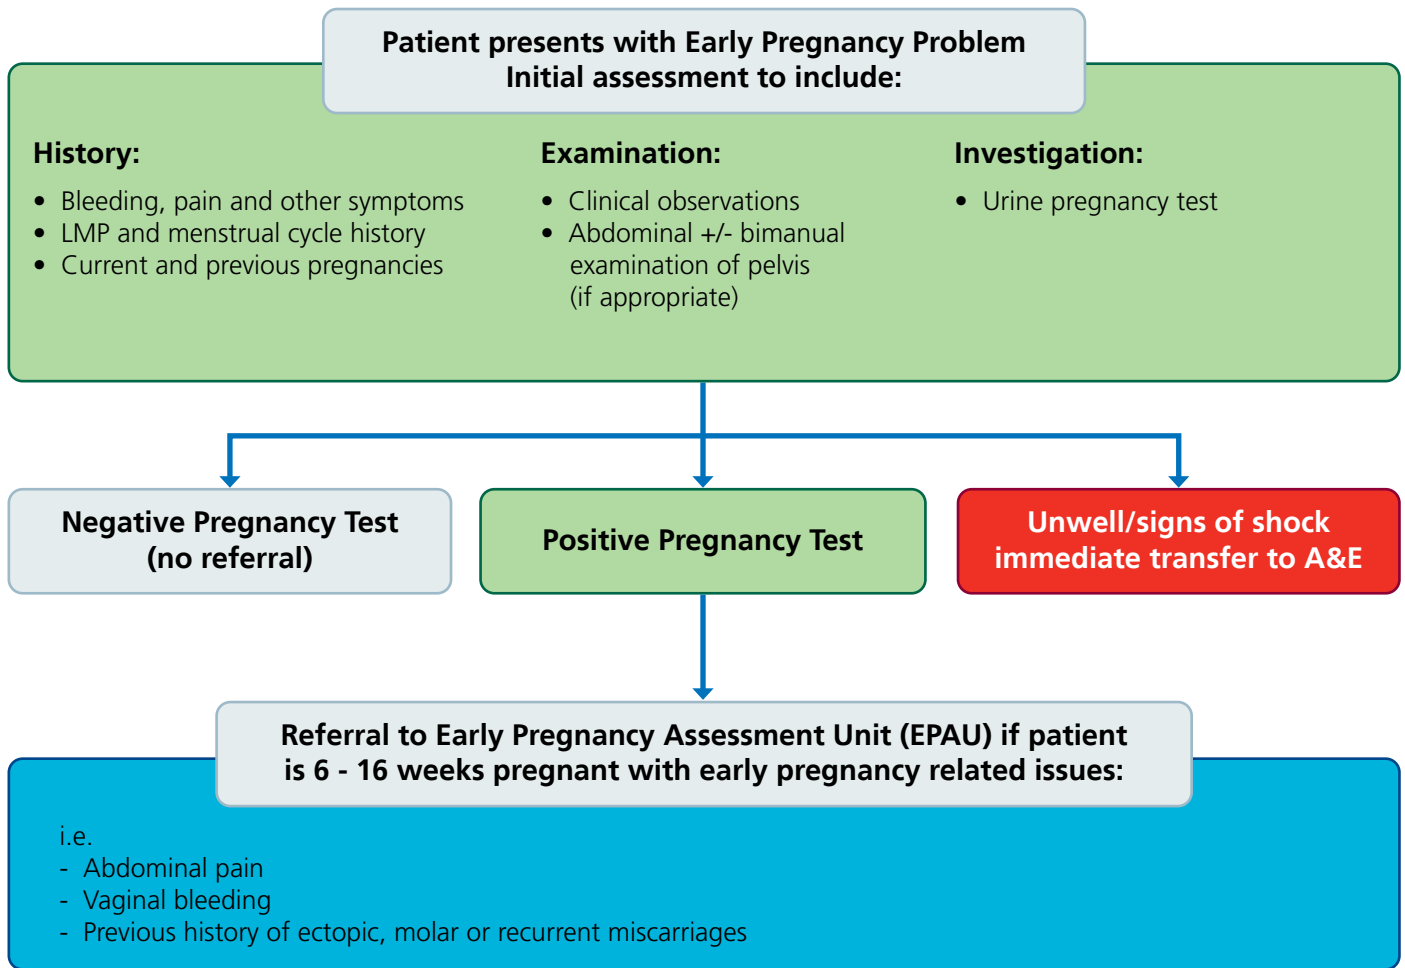 Patient presents with Early Pregnancy Problem
Initial assessment to include:
History:
• Bleeding, pain and other symptoms
• LMP and menstrual cycle history
• Current and previous pregnancies
Examination:
• Clinical observations
• Abdominal +/- bimanual
examination of pelvis
(if appropriate)
Investigation:
• Urine pregnancy test
Negative Pregnancy Test
(no referral)
Positive Pregnancy Test
Unwell/signs of shock
immediate transfer to A&E
Referral to Early Pregnancy Assessment Unit (EPAU) if patient
is 6 - 16 weeks pregnant with early pregnancy related issues:
i.e.
- Abdominal pain
- Vaginal bleeding
- Previous history of ectopic, molar or recurrent miscarriages